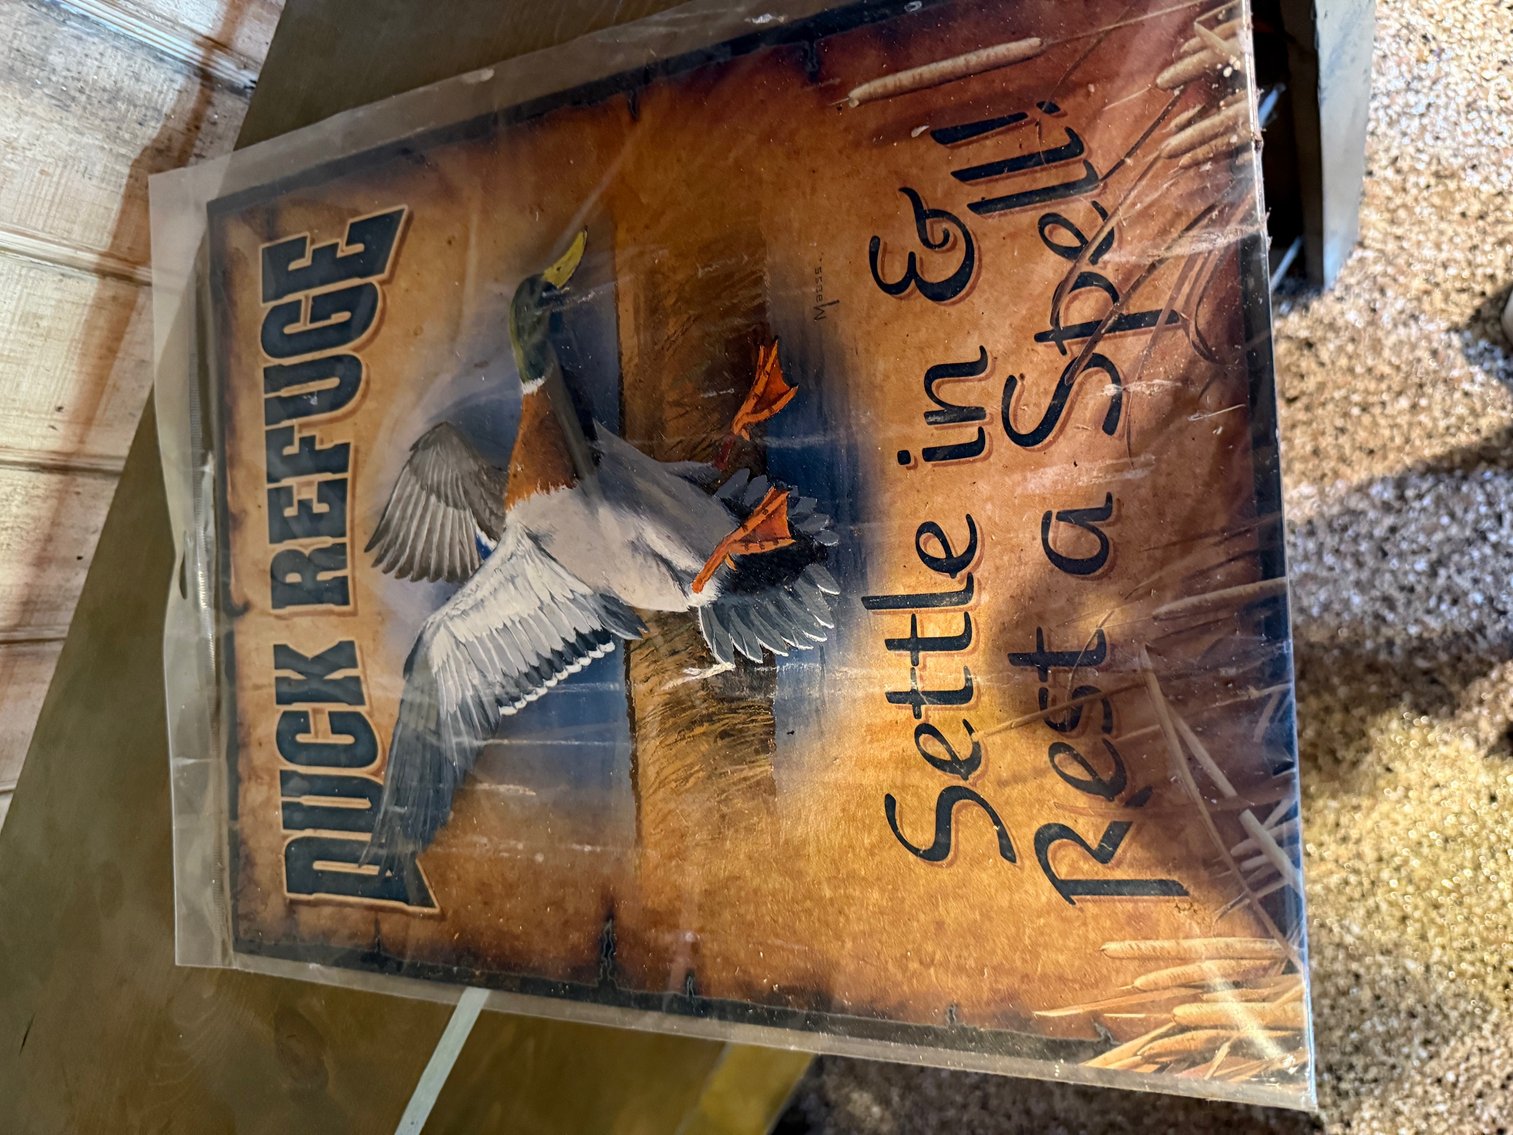 DUCK REFUGE
Settle in &
Rest a Spell!